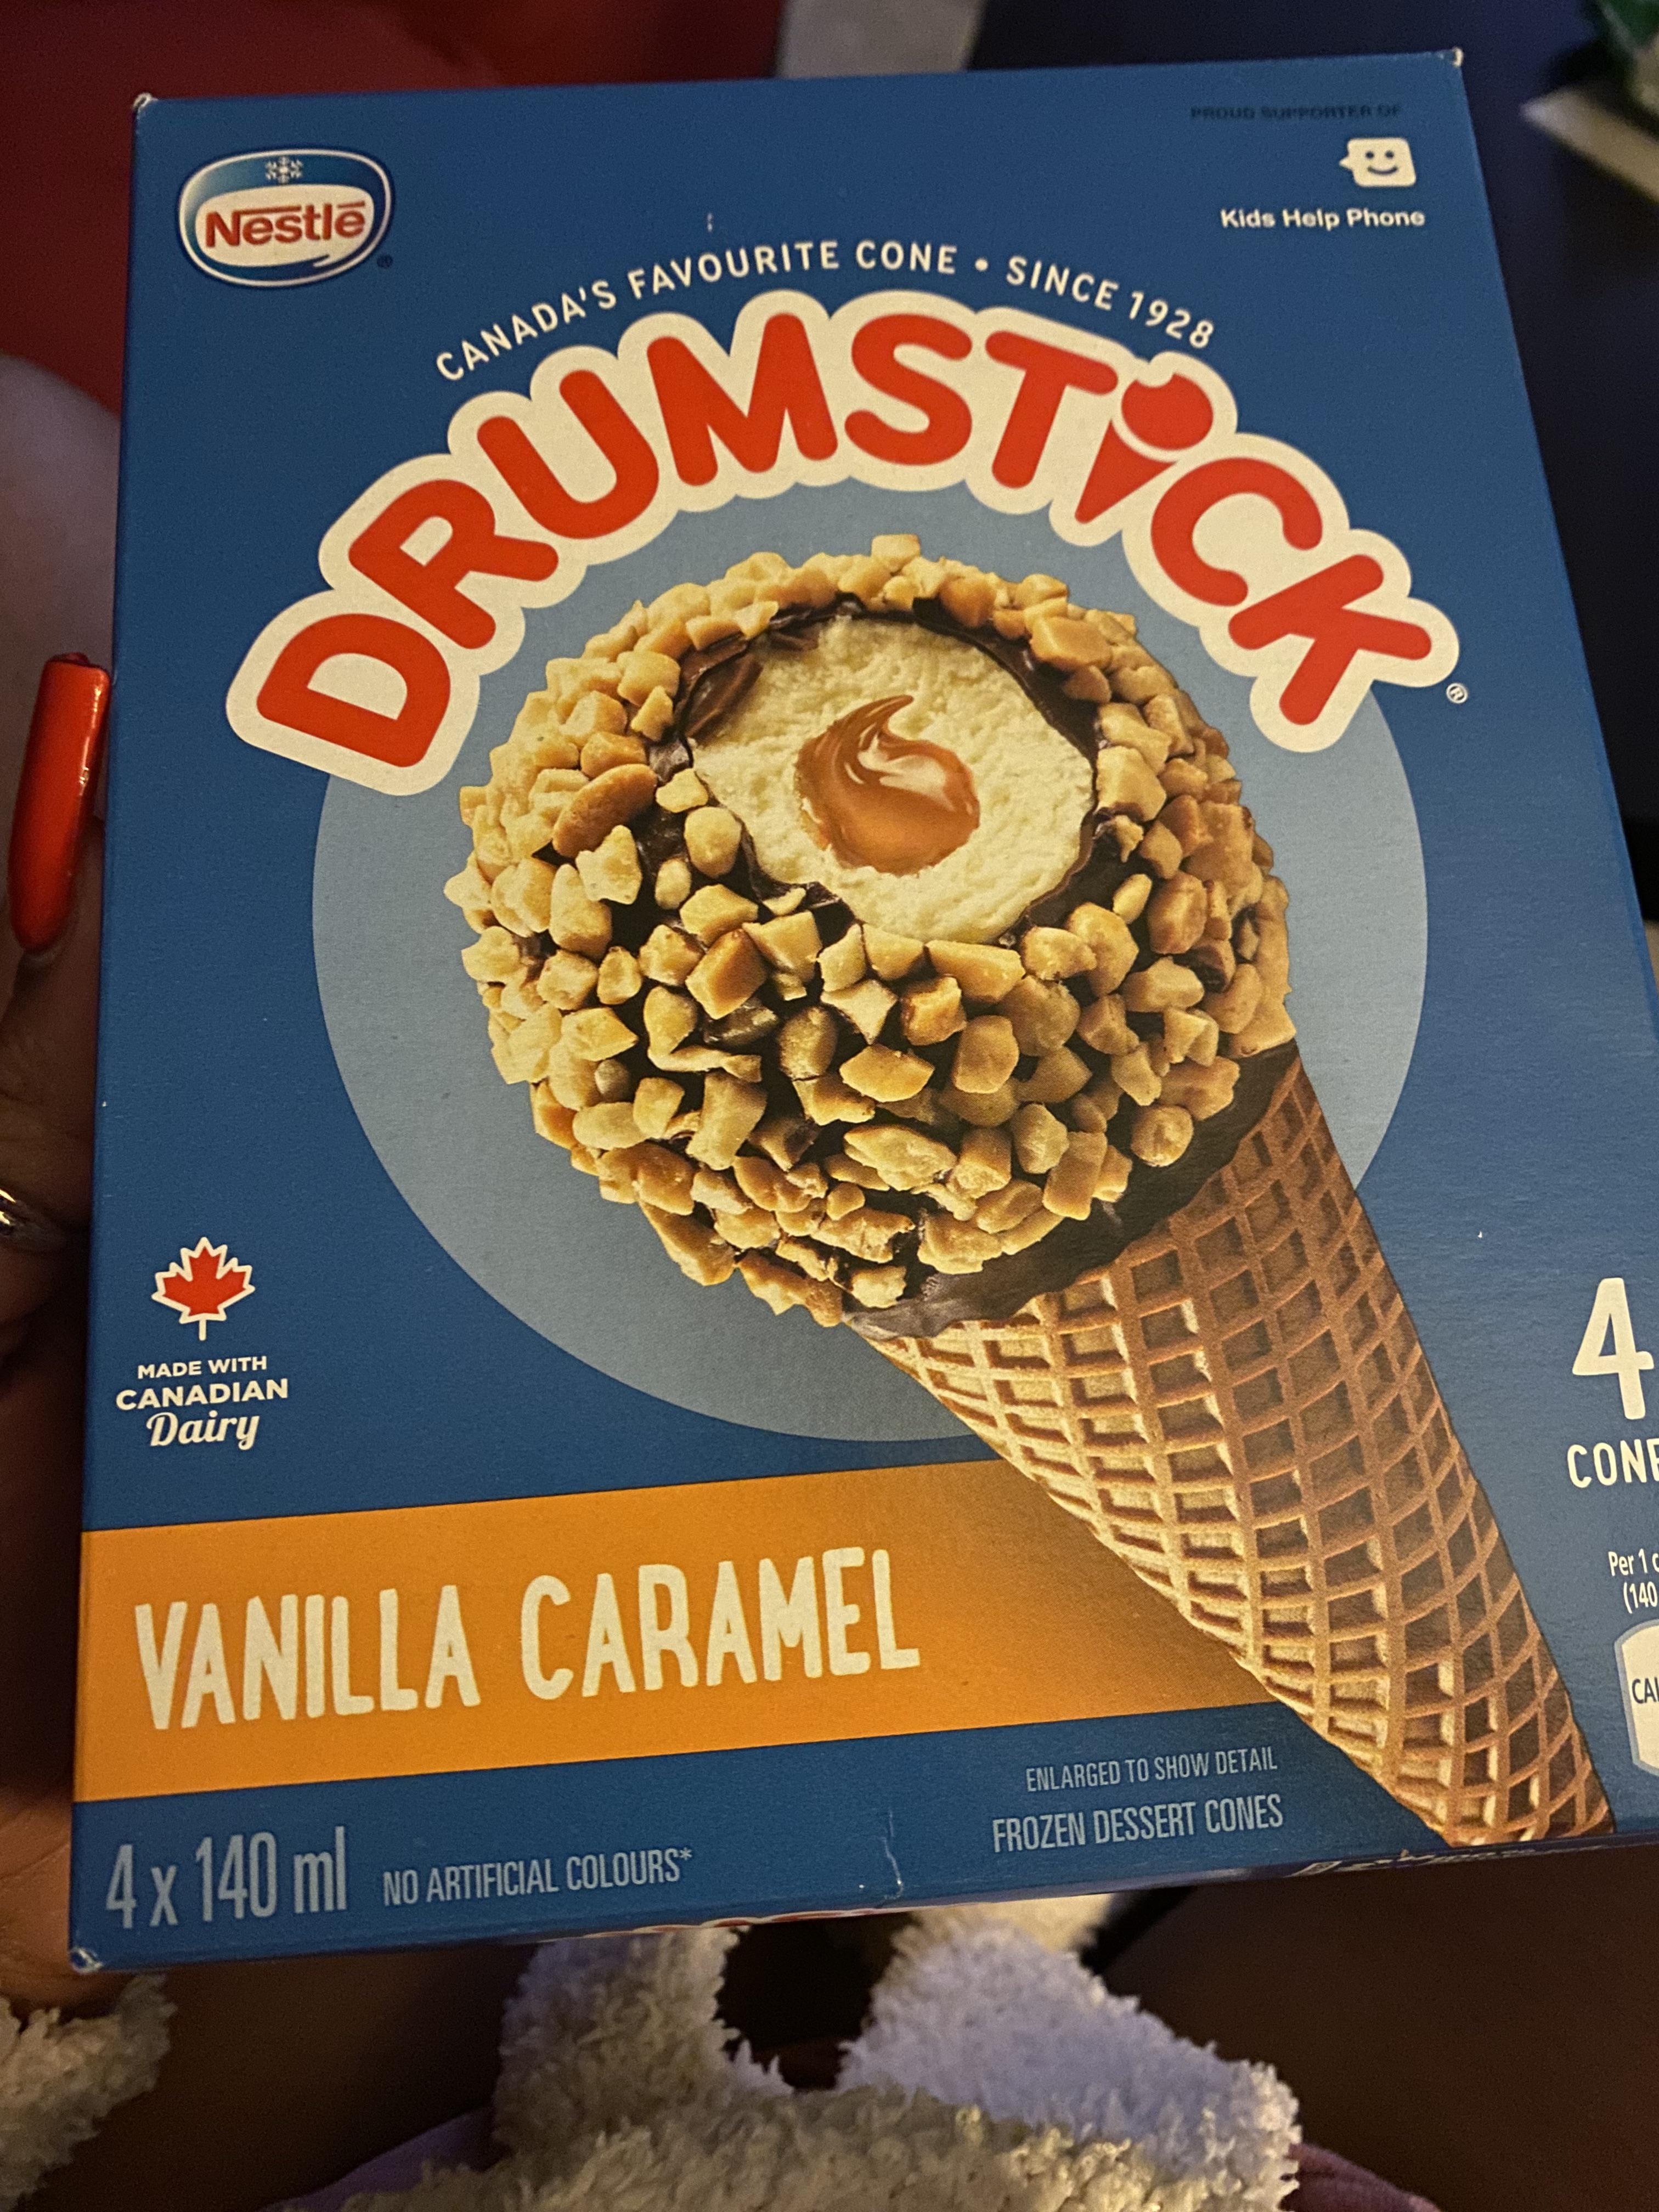 PROUD SUPPORTER OF
Kids Help Phone
Nestlé®
CANADA'S FAVOURITE CONE • SINCE 1928
DRUMSTiCK®
MADE WITH
CANADIAN
Dairy
4
CONE
Per 1 c
(140
CAL
VANILLA CARAMEL
ENLARGED TO SHOW DETAIL
FROZEN DESSERT CONES
4 x 140 ml NO ARTIFICIAL COLOURS*